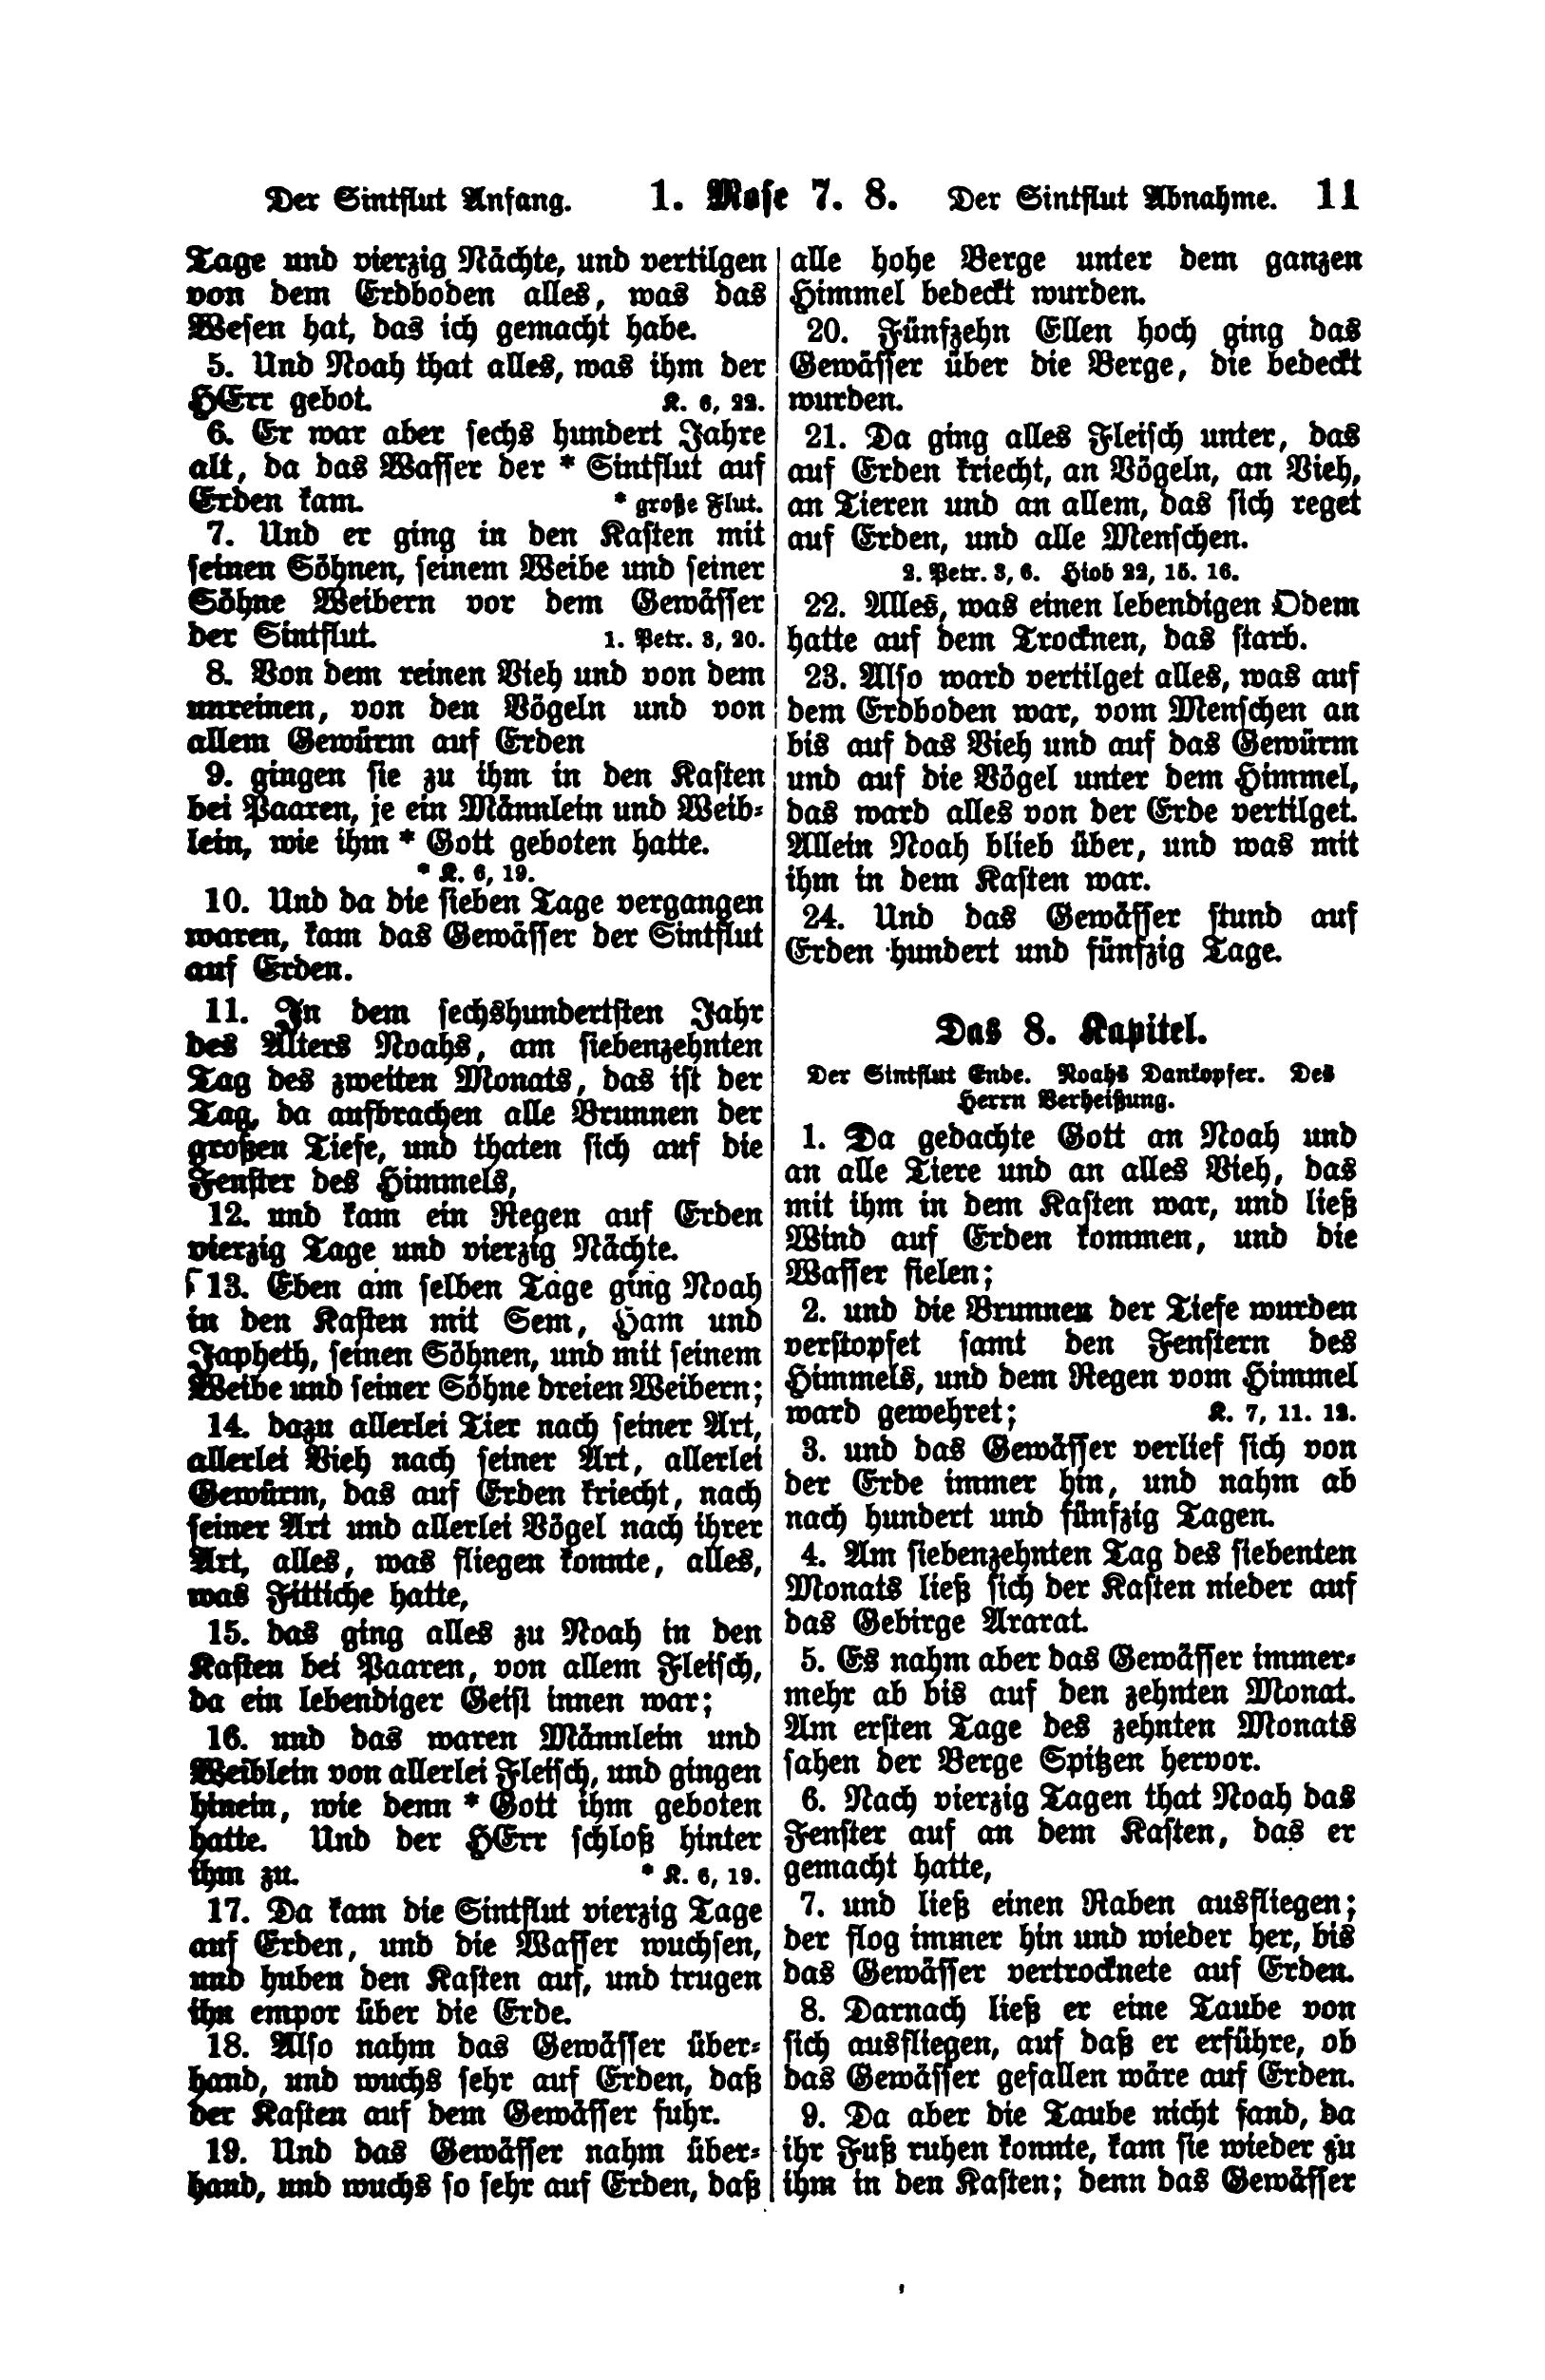 Der Sintflut Anfang. 1. Mose 7. 8. Der Sintflut Abnahme. 11
Tage und vierzig Nächte, und vertilgen
von dem Erdboden alles, was das
Wesen hat, das ich gemacht habe.
5. Und Noah that alles, was ihm der
HErr gebot. K. 6, 22.
6. Er war aber sechs hundert Jahre
alt, da das Wasser der * Sintflut auf
Erden kam. * große Flut.
7. Und er ging in den Kasten mit
seinen Söhnen, seinem Weibe und seiner
Söhne Weibern vor dem Gewässer
der Sintflut. 1. Petr. 3, 20.
8. Von dem reinen Vieh und von dem
unreinen, von den Vögeln und von
allem Gewürm auf Erden
9. gingen sie zu ihm in den Kasten
bei Paaren, je ein Männlein und Weib-
lein, wie ihm * Gott geboten hatte.
* K. 6, 19.
10. Und da die sieben Tage vergangen
waren, kam das Gewässer der Sintflut
auf Erden.
11. In dem sechshundertsten Jahr
des Alters Noahs, am siebenzehnten
Tag des zweiten Monats, das ist der
Tag, da aufbrachen alle Brunnen der
großen Tiefe, und thaten sich auf die
Fenster des Himmels,
12. und kam ein Regen auf Erden
vierzig Tage und vierzig Nächte.
13. Eben am selben Tage ging Noah
in den Kasten mit Sem, Ham und
Japheth, seinen Söhnen, und mit seinem
Weibe und seiner Söhne dreien Weibern;
14. dazu allerlei Tier nach seiner Art,
allerlei Vieh nach seiner Art, allerlei
Gewürm, das auf Erden kriecht, nach
seiner Art und allerlei Vögel nach ihrer
Art, alles, was fliegen konnte, alles,
was Fittiche hatte,
15. das ging alles zu Noah in den
Kasten bei Paaren, von allem Fleisch,
da ein lebendiger Geist innen war;
16. und das waren Männlein und
Weiblein von allerlei Fleisch, und gingen
hinein, wie denn * Gott ihm geboten
hatte. Und der HErr schloß hinter
ihm zu. * K. 6, 19.
17. Da kam die Sintflut vierzig Tage
auf Erden, und die Wasser wuchsen,
und huben den Kasten auf, und trugen
ihn empor über die Erde.
18. Also nahm das Gewässer über-
hand, und wuchs sehr auf Erden, daß
der Kasten auf dem Gewässer fuhr.
19. Und das Gewässer nahm über-
hand, und wuchs so sehr auf Erden, daß
alle hohe Berge unter dem ganzen
Himmel bedeckt wurden.
20. Fünfzehn Ellen hoch ging das
Gewässer über die Berge, die bedeckt
wurden.
21. Da ging alles Fleisch unter, das
auf Erden kriecht, an Vögeln, an Vieh,
an Tieren und an allem, das sich reget
auf Erden, und alle Menschen.
2. Petr. 3, 6. Hiob 22, 15. 16.
22. Alles, was einen lebendigen Odem
hatte auf dem Trocknen, das starb.
23. Also ward vertilget alles, was auf
dem Erdboden war, vom Menschen an
bis auf das Vieh und auf das Gewürm
und auf die Vögel unter dem Himmel,
das ward alles von der Erde vertilget.
Allein Noah blieb über, und was mit
ihm in dem Kasten war.
24. Und das Gewässer stund auf
Erden hundert und fünfzig Tage.
Das 8. Kapitel.
Der Sintflut Ende. Noahs Dankopfer. Des
Herrn Verheißung.
1. Da gedachte Gott an Noah und
an alle Tiere und an alles Vieh, das
mit ihm in dem Kasten war, und ließ
Wind auf Erden kommen, und die
Wasser fielen;
2. und die Brunnen der Tiefe wurden
verstopfet samt den Fenstern des
Himmels, und dem Regen vom Himmel
ward gewehret; K. 7, 11. 12.
3. und das Gewässer verlief sich von
der Erde immer hin, und nahm ab
nach hundert und fünfzig Tagen.
4. Am siebenzehnten Tag des siebenten
Monats ließ sich der Kasten nieder auf
das Gebirge Ararat.
5. Es nahm aber das Gewässer immer-
mehr ab bis auf den zehnten Monat.
Am ersten Tage des zehnten Monats
sahen der Berge Spitzen hervor.
6. Nach vierzig Tagen that Noah das
Fenster auf an dem Kasten, das er
gemacht hatte,
7. und ließ einen Raben ausfliegen;
der flog immer hin und wieder her, bis
das Gewässer vertrocknete auf Erden.
8. Darnach ließ er eine Taube von
sich ausfliegen, auf daß er erführe, ob
das Gewässer gefallen wäre auf Erden.
9. Da aber die Taube nicht fand, da
ihr Fuß ruhen konnte, kam sie wieder zu
ihm in den Kasten; denn das Gewässer